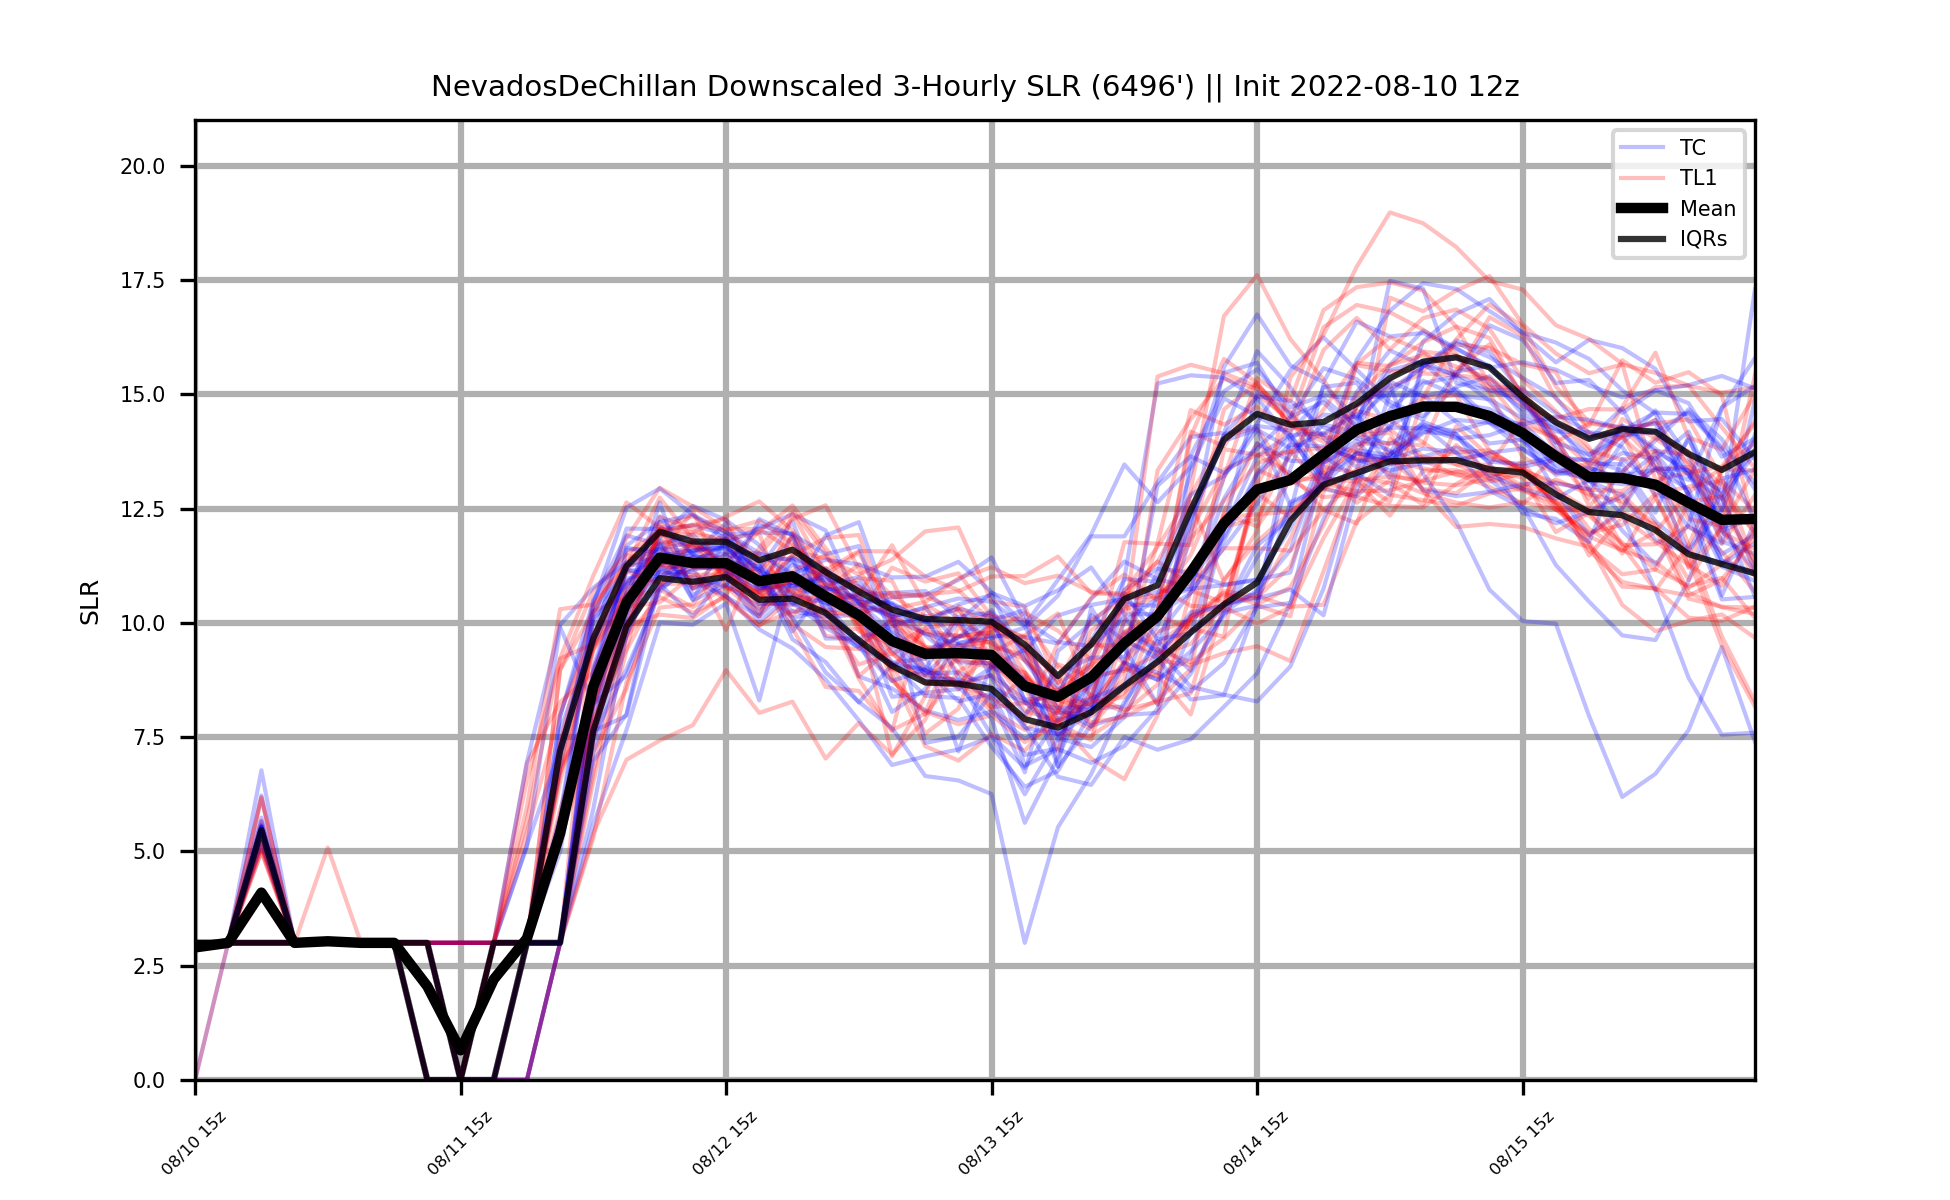 NevadosDeChillan Downscaled 3-Hourly SLR (6496') || Init 2022-08-10 12z
TC
TL1
Mean
IQRs
SLR
20.0
17.5
15.0
12.5
10.0
7.5
5.0
2.5
0.0
08/10 15z
08/11 15z
08/12 15z
08/13 15z
08/14 15z
08/15 15z